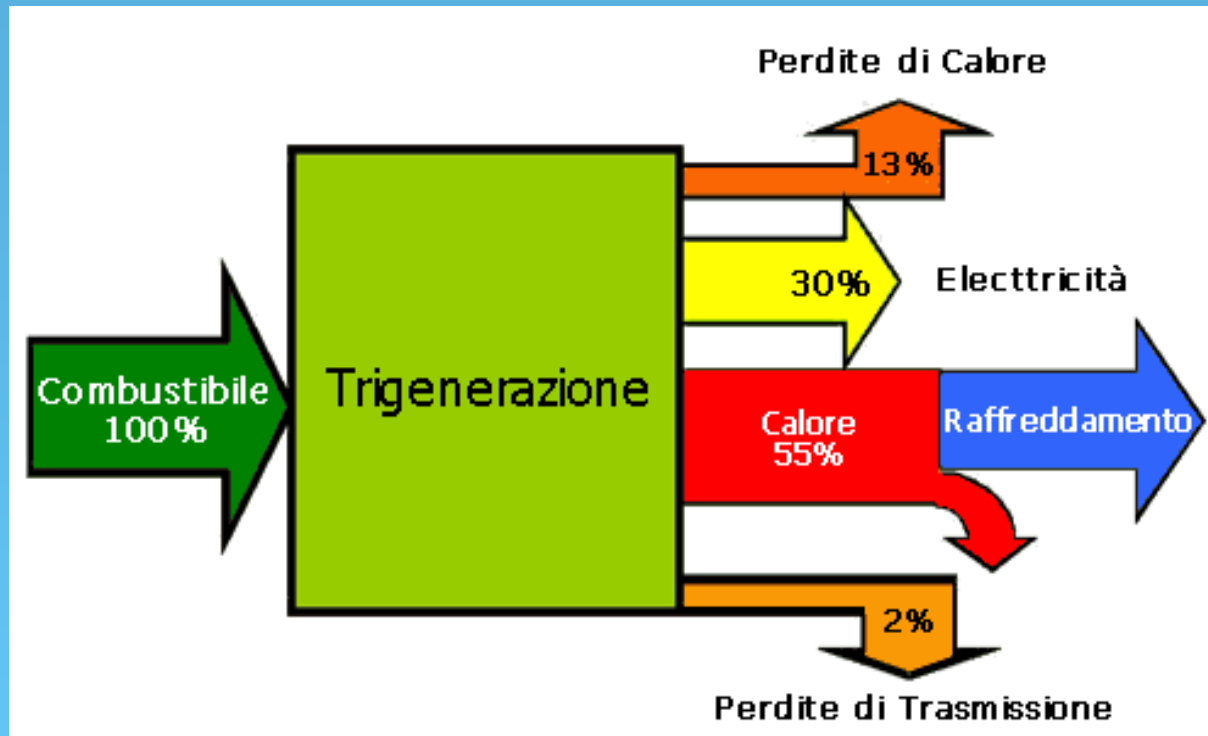 Perdite di Calore
13%
30%
Electtricità
Combustibile
100%
Trigenerazione
Calore
55%
Raffreddamento
2%
Perdite di Trasmissione